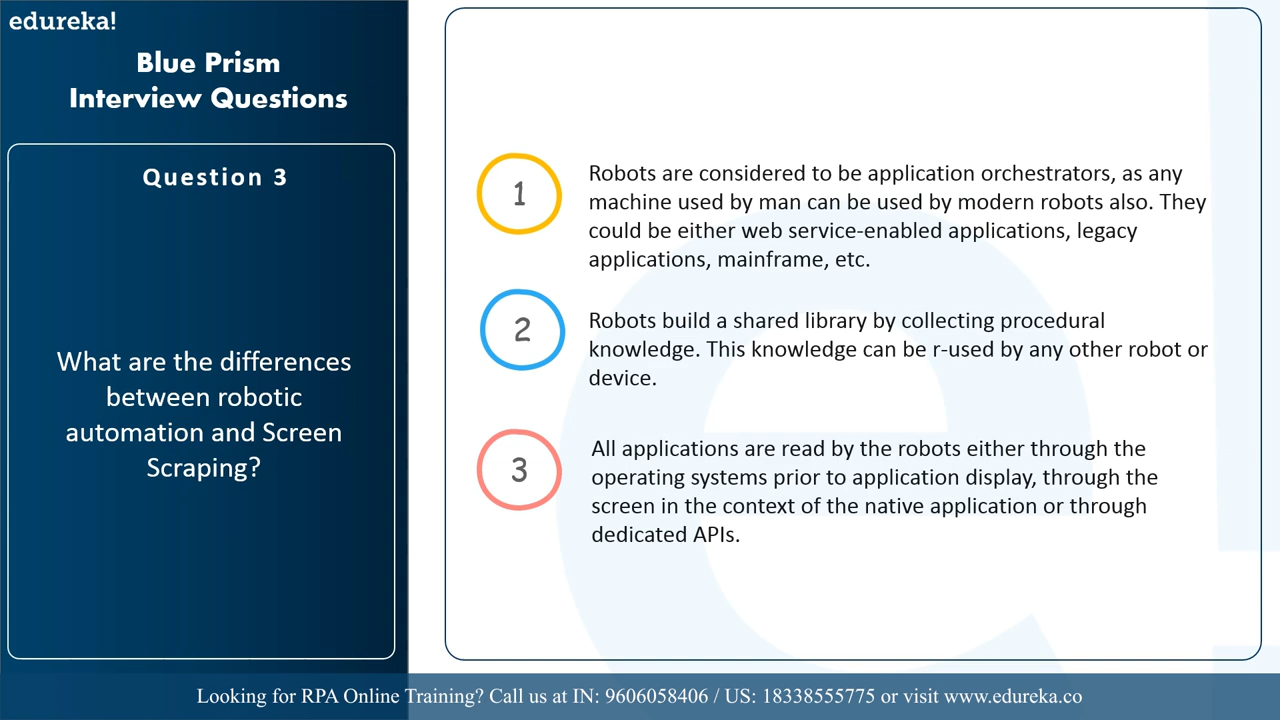 edureka!
Blue Prism
Interview Questions
Question 3
What are the differences
between robotic
automation and Screen
Scraping?
1
Robots are considered to be application orchestrators, as any
machine used by man can be used by modern robots also. They
could be either web service-enabled applications, legacy
applications, mainframe, etc.
2
Robots build a shared library by collecting procedural
knowledge. This knowledge can be r-used by any other robot or
device.
3
All applications are read by the robots either through the
operating systems prior to application display, through the
screen in the context of the native application or through
dedicated APIs.
Looking for RPA Online Training? Call us at IN: 9606058406 / US: 18338555775 or visit www.edureka.co